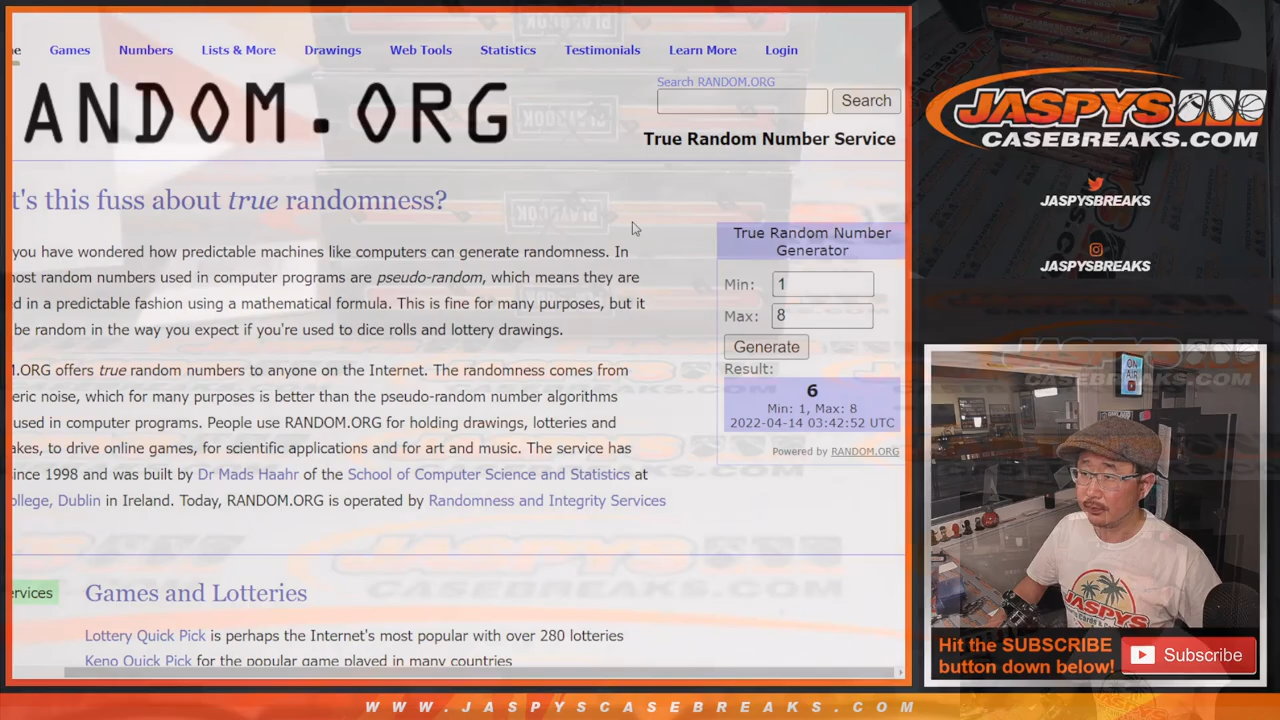 ne Games Numbers Lists & More Drawings Web Tools Statistics Testimonials Learn More Login
ANDOM.ORG
Search RANDOM.ORG
Search
True Random Number Service
t's this fuss about true randomness?
you have wondered how predictable machines like computers can generate randomness. In
ost random numbers used in computer programs are pseudo-random, which means they are
d in a predictable fashion using a mathematical formula. This is fine for many purposes, but it
be random in the way you expect if you're used to dice rolls and lottery drawings.
M.ORG offers true random numbers to anyone on the Internet. The randomness comes from
eric noise, which for many purposes is better than the pseudo-random number algorithms
used in computer programs. People use RANDOM.ORG for holding drawings, lotteries and
akes, to drive online games, for scientific applications and for art and music. The service has
ince 1998 and was built by Dr Mads Haahr of the School of Computer Science and Statistics at
ollege, Dublin in Ireland. Today, RANDOM.ORG is operated by Randomness and Integrity Services
True Random Number
Generator
Min: 1
Max: 8
Generate
Result:
6
Min: 1, Max: 8
2022-04-14 03:42:52 UTC
Powered by RANDOM.ORG
ervices
Games and Lotteries
Lottery Quick Pick is perhaps the Internet's most popular with over 280 lotteries
Keno Quick Pick for the popular game played in many countries
JASPYS
CASEBREAKS.COM
JASPYSBREAKS
JASPYSBREAKS
ON
AIR
JASPYS
Hit the SUBSCRIBE
button down below!
Subscribe
WWW.JASPYSCASEBREAKS.COM